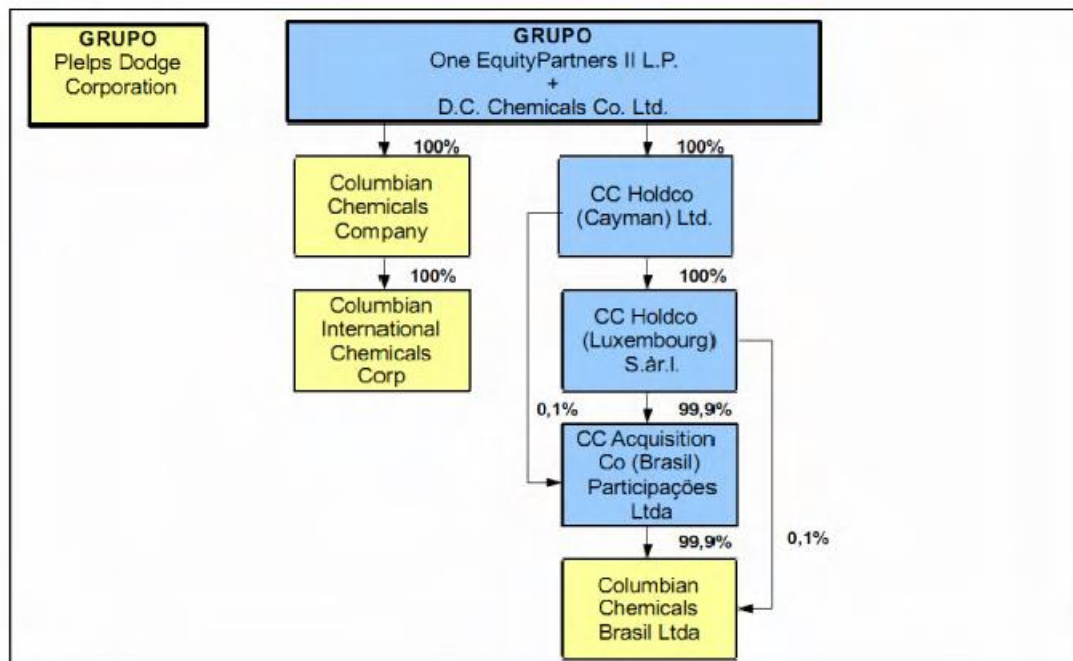 GRUPO
Plelps Dodge
Corporation
GRUPO
One EquityPartners II L.P.
+
D.C. Chemicals Co. Ltd.
100%
100%
Columbian
Chemicals
Company
CC Holdco
(Cayman) Ltd.
100%
100%
Columbian
International
Chemicals
Corp
CC Holdco
(Luxembourg)
S.àr.l.
0,1%
99,9%
CC Acquisition
Co (Brasil)
Participações
Ltda
99,9%
0,1%
Columbian
Chemicals
Brasil Ltda